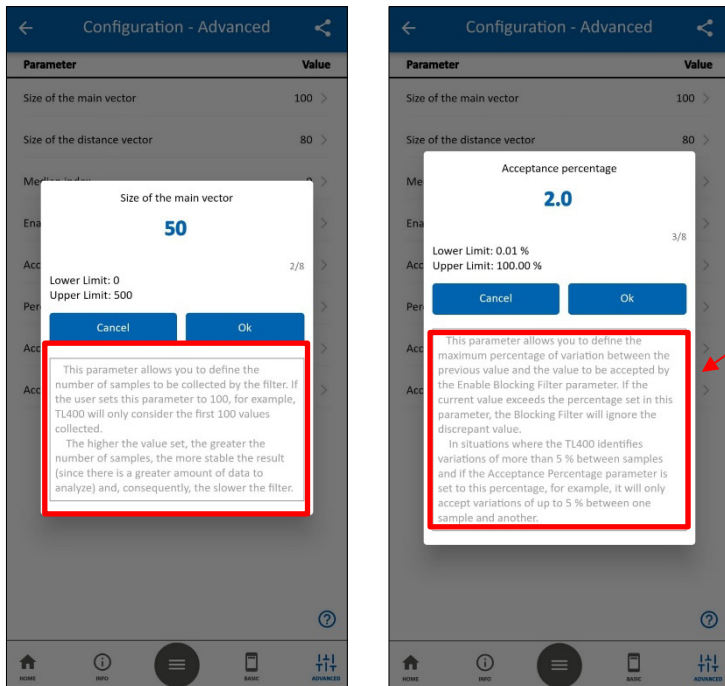 Configuration - Advanced
Parameter Value
Size of the main vector 100
Size of the distance vector 80
Size of the main vector
50
2/8
Lower Limit: 0
Upper Limit: 500
Cancel Ok
This parameter allows you to define the
number of samples to be collected by the filter. If
the user sets this parameter to 100, for example,
TL400 will only consider the first 100 values
collected.
The higher the value set, the greater the
number of samples, the more stable the result
(since there is a greater amount of data to
analyze) and, consequently, the slower the filter.
Ena
Acc
Per
Acc
Acc
HOME INFO BASIC ADVANCED
Configuration - Advanced
Parameter Value
Size of the main vector 100
Size of the distance vector 80
Acceptance percentage
2.0
3/8
Lower Limit: 0.01 %
Upper Limit: 100.00 %
Cancel Ok
This parameter allows you to define the
maximum percentage of variation between the
previous value and the value to be accepted by
the Enable Blocking Filter parameter. If the
current value exceeds the percentage set in this
parameter, the Blocking Filter will ignore the
discrepant value.
In situations where the TL400 identifies
variations of more than 5 % between samples
and if the Acceptance Percentage parameter is
set to this percentage, for example, it will only
accept variations of up to 5 % between one
sample and another.
Me
Ena
Acc
Per
Acc
Acc
HOME INFO BASIC ADVANCED